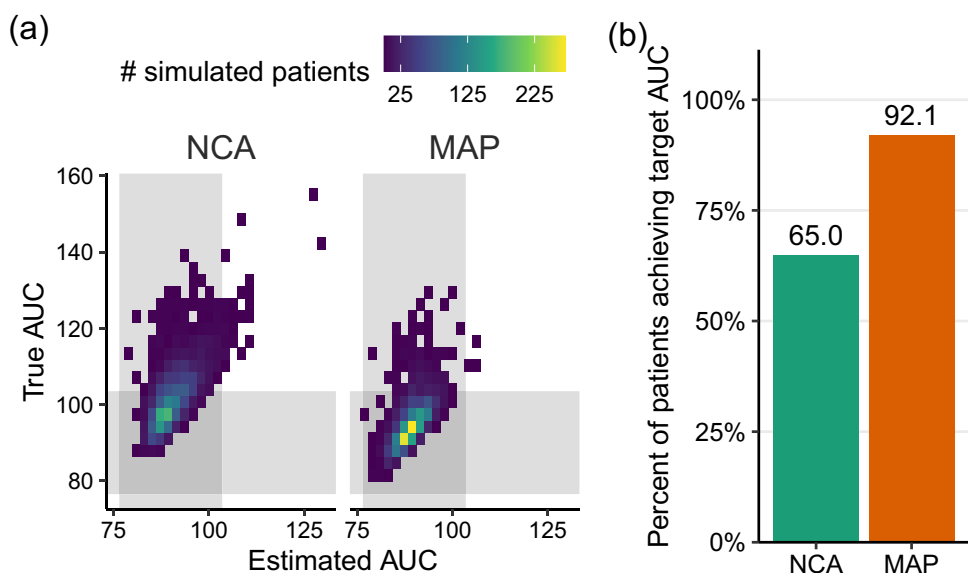 (a)
# simulated patients
25 125 225
NCA MAP
160
140
120
100
80
True AUC
75 100 125 75 100 125
Estimated AUC
(b)
Percent of patients achieving target AUC
100%
75%
50%
25%
0%
65.0
92.1
NCA MAP